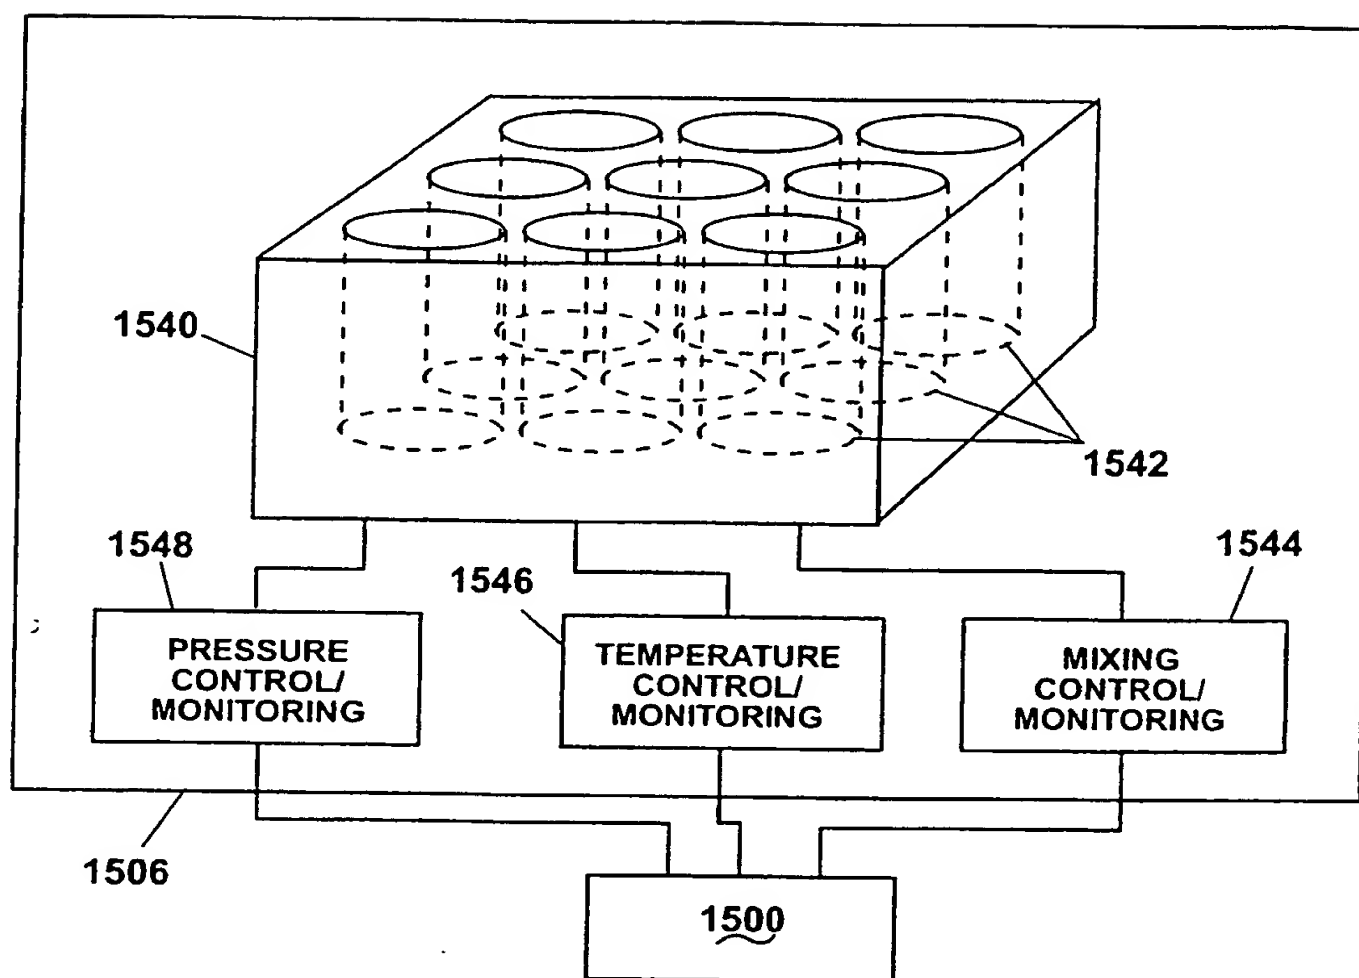 1540
1542
1548
1546
1544
PRESSURE
CONTROL/
MONITORING
TEMPERATURE
CONTROL/
MONITORING
MIXING
CONTROL/
MONITORING
1506
1500